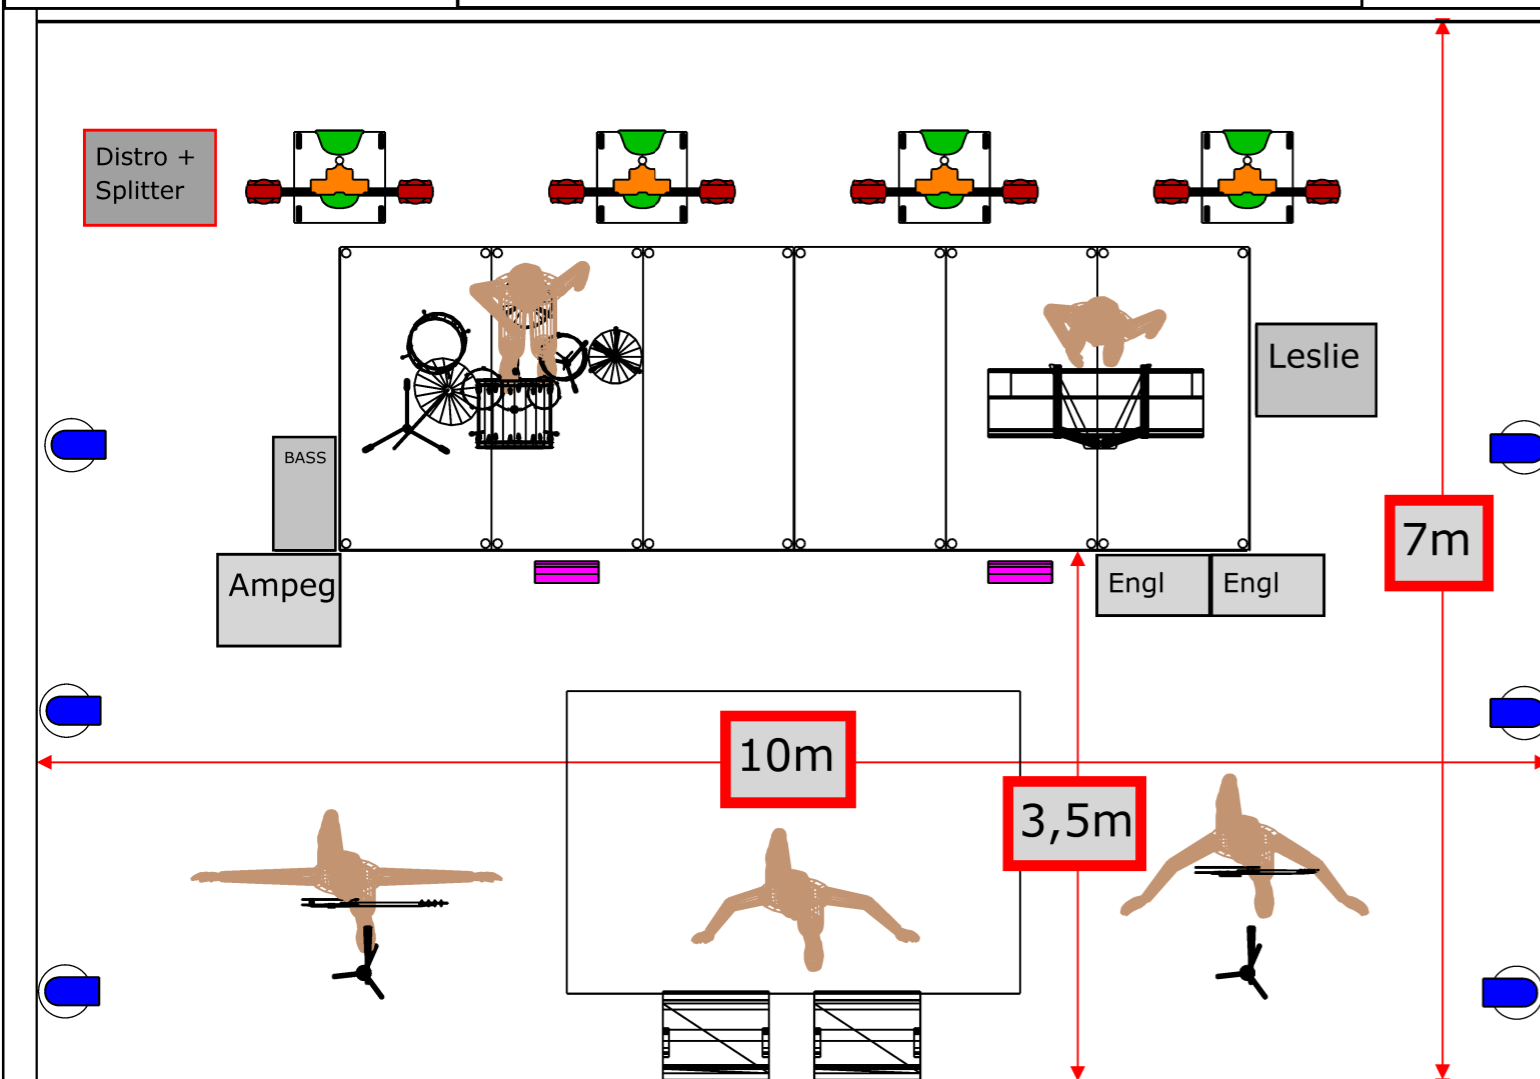 Distro +
Splitter
Leslie
BASS
Ampeg
Engl
Engl
7m
10m
3,5m